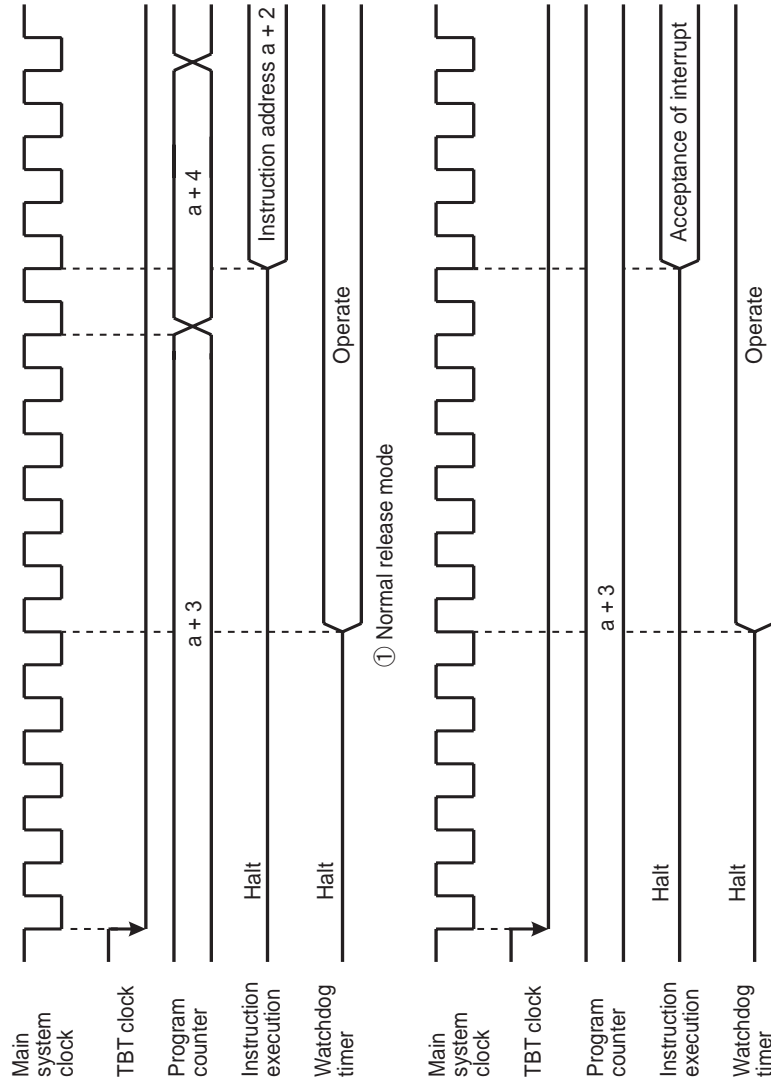 Main
system
clock
TBT clock
Program
counter
a + 3
a + 4
Instruction
execution
Halt
Instruction address a + 2
Watchdog
timer
Halt
Operate
① Normal release mode
Main
system
clock
TBT clock
Program
counter
a + 3
Instruction
execution
Halt
Acceptance of interrupt
Watchdog
timer
Halt
Operate